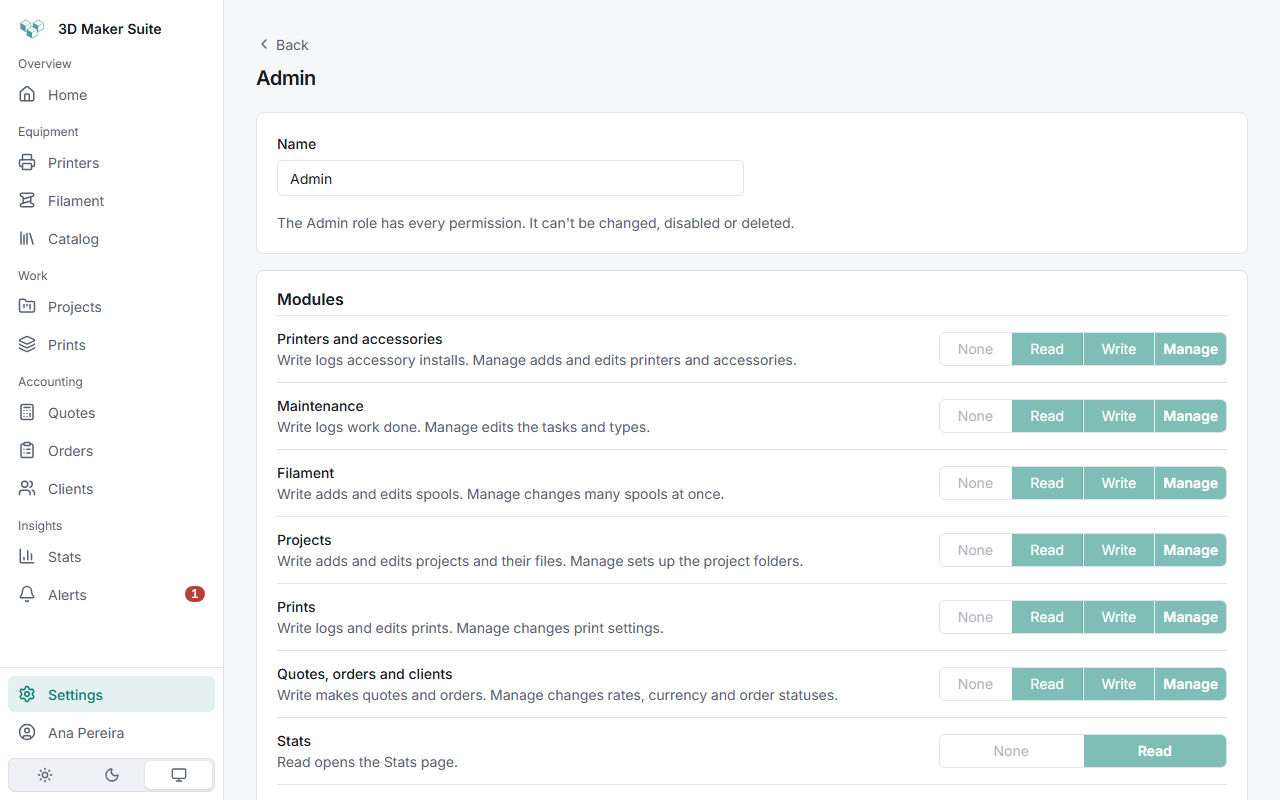 3D Maker Suite
Overview
Home
Equipment
Printers
Filament
Catalog
Work
Projects
Prints
Accounting
Quotes
Orders
Clients
Insights
Stats
Alerts 1
Settings
Ana Pereira
Back
Admin
Name
Admin
The Admin role has every permission. It can't be changed, disabled or deleted.
Modules
Printers and accessories
Write logs accessory installs. Manage adds and edits printers and accessories.
None Read Write Manage
Maintenance
Write logs work done. Manage edits the tasks and types.
None Read Write Manage
Filament
Write adds and edits spools. Manage changes many spools at once.
None Read Write Manage
Projects
Write adds and edits projects and their files. Manage sets up the project folders.
None Read Write Manage
Prints
Write logs and edits prints. Manage changes print settings.
None Read Write Manage
Quotes, orders and clients
Write makes quotes and orders. Manage changes rates, currency and order statuses.
None Read Write Manage
Stats
Read opens the Stats page.
None Read